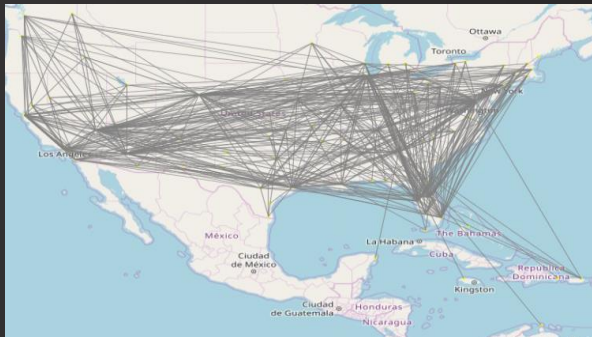 Ottawa
Toronto
New York
United States
Los Angeles
La Habana
The Bahamas
México
Cuba
Ciudad
de México
República
Dominicana
Kingston
Ciudad
de Guatemala
Honduras
Nicaragua